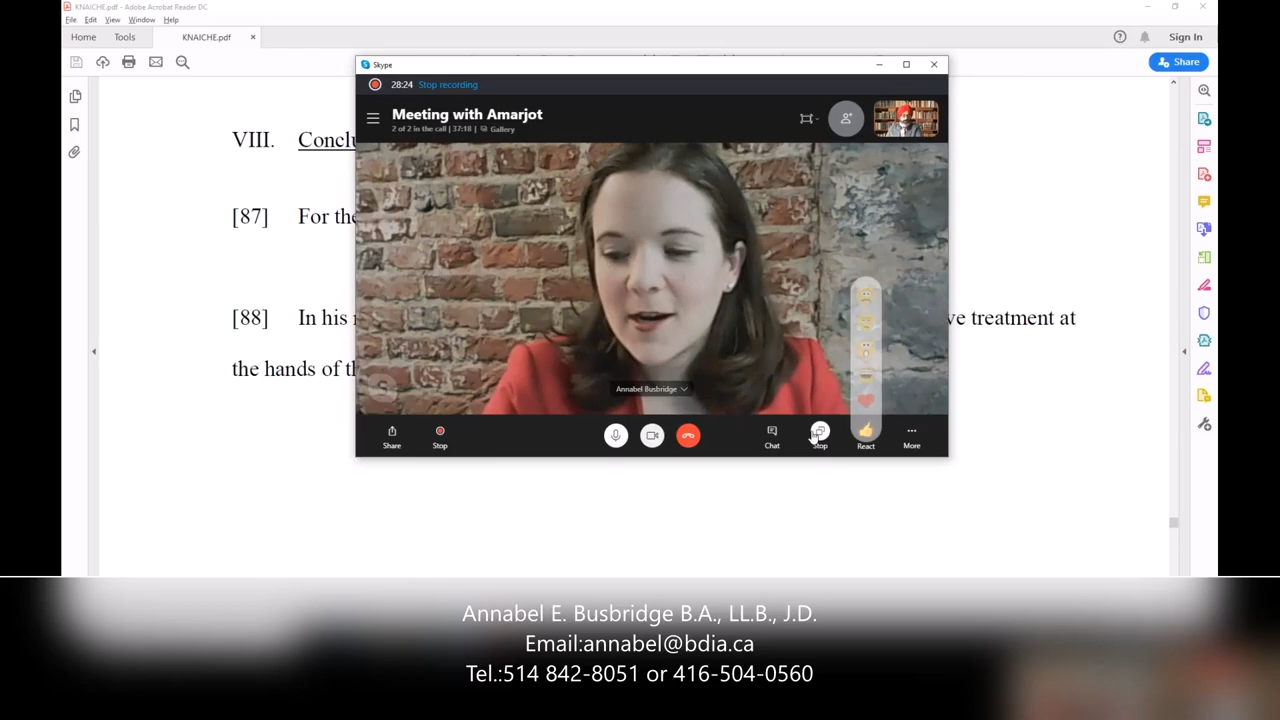 KNAICHE.pdf - Adobe Acrobat Reader DC
File Edit View Window Help
Home Tools KNAICHE.pdf × Sign In
Share
Skype
28:24 Stop recording
Meeting with Amarjot
2 of 2 in the call | 37:18 | Gallery
VIII. Conclu
[87] For the
[88] In his
ve treatment at
the hands of th
Annabel Busbridge
Share Stop Chat Stop React More
Annabel E. Busbridge B.A., LL.B., J.D.
Email:annabel@bdia.ca
Tel.:514 842-8051 or 416-504-0560